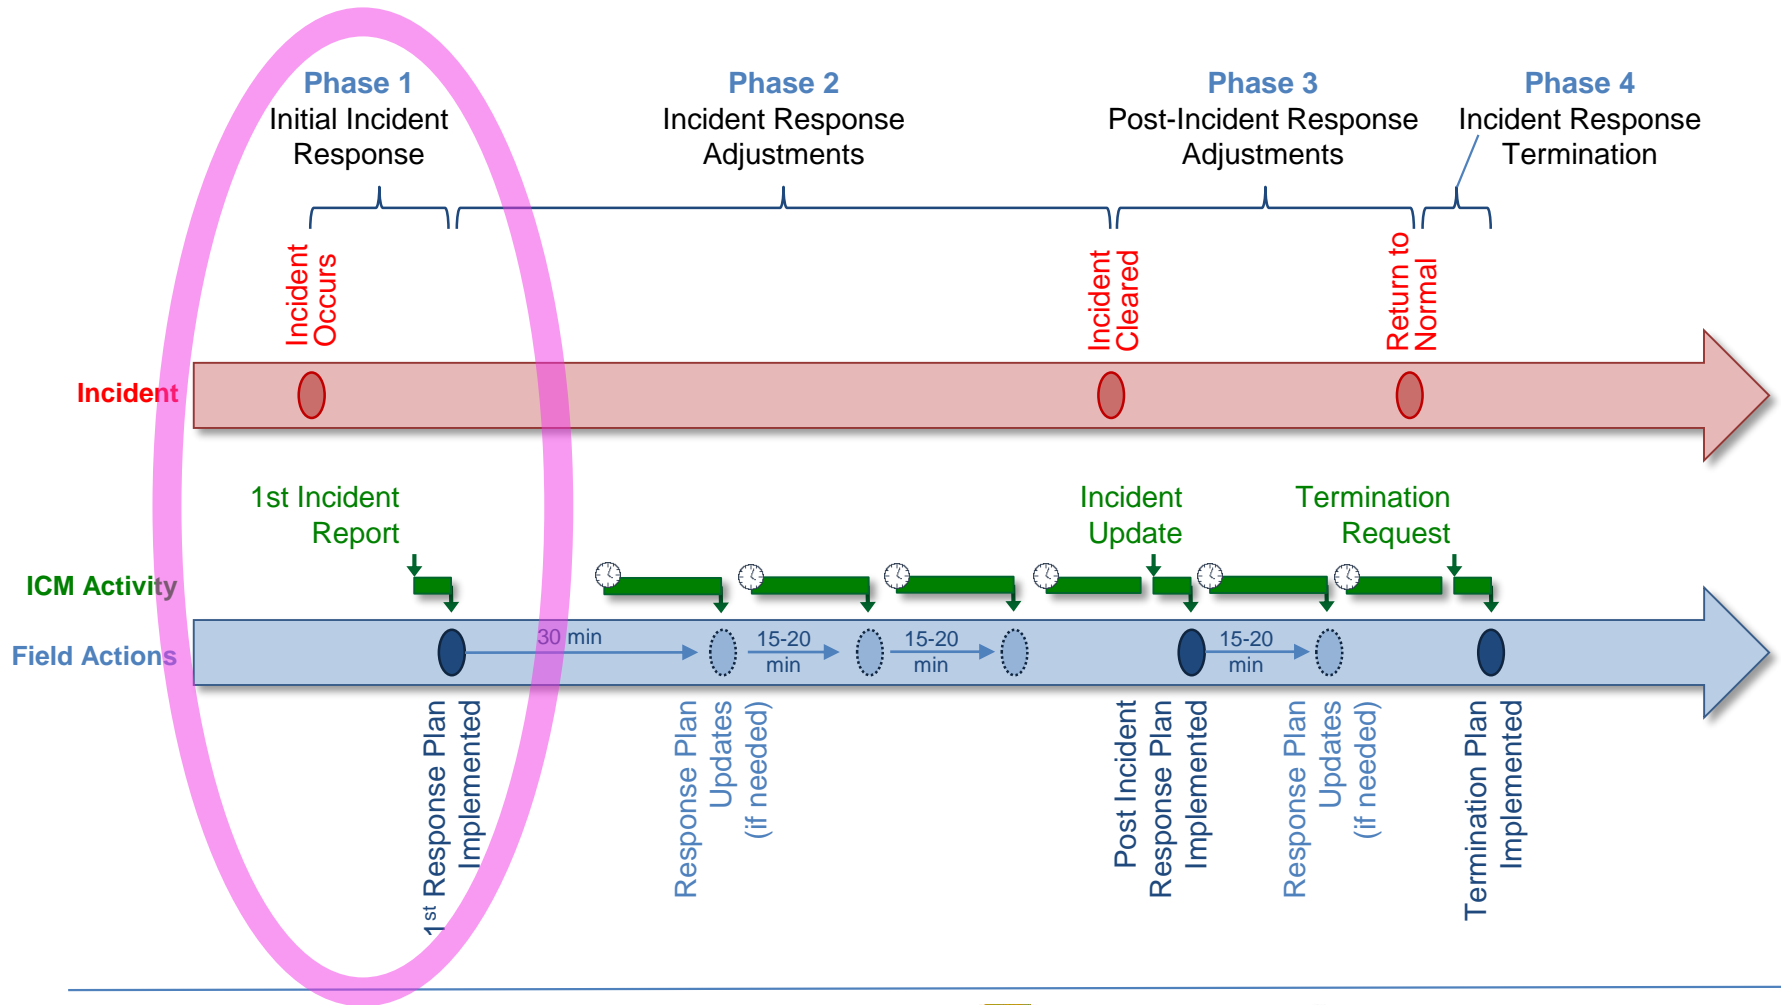 Phase 1
Initial Incident
Response
Phase 2
Incident Response
Adjustments
Phase 3
Post-Incident Response
Adjustments
Phase 4
Incident Response
Termination
Incident
Occurs
Incident
Cleared
Return to
Normal
Incident
1st Incident
Report
Incident
Update
Termination
Request
ICM Activity
Field Actions
30 min
15-20
min
15-20
min
15-20
min
1st Response Plan
Implemented
Response Plan
Updates
(if needed)
Post Incident
Response Plan
Implemented
Response Plan
Updates
(if needed)
Termination Plan
Implemented